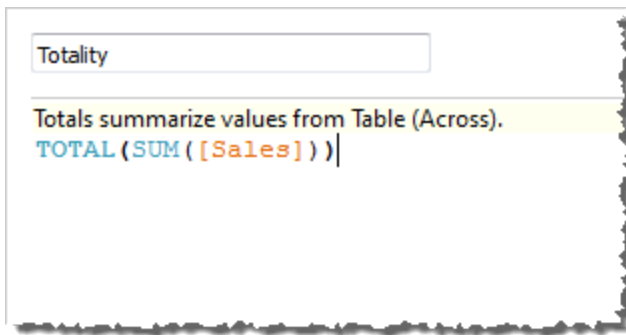 Totality
Totals summarize values from Table (Across).
TOTAL(SUM([Sales]))